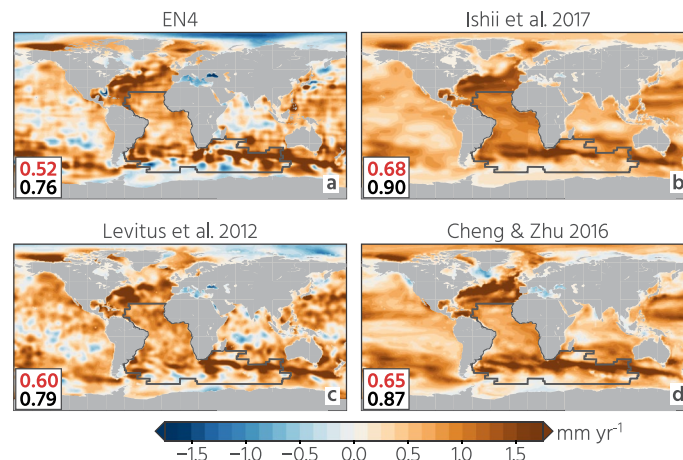 EN4
Ishii et al. 2017
0.52
0.76
a
0.68
0.90
b
Levitus et al. 2012
Cheng & Zhu 2016
0.60
0.79
c
0.65
0.87
d
−1.5 −1.0 −0.5 0.0 0.5 1.0 1.5
mm yr⁻¹